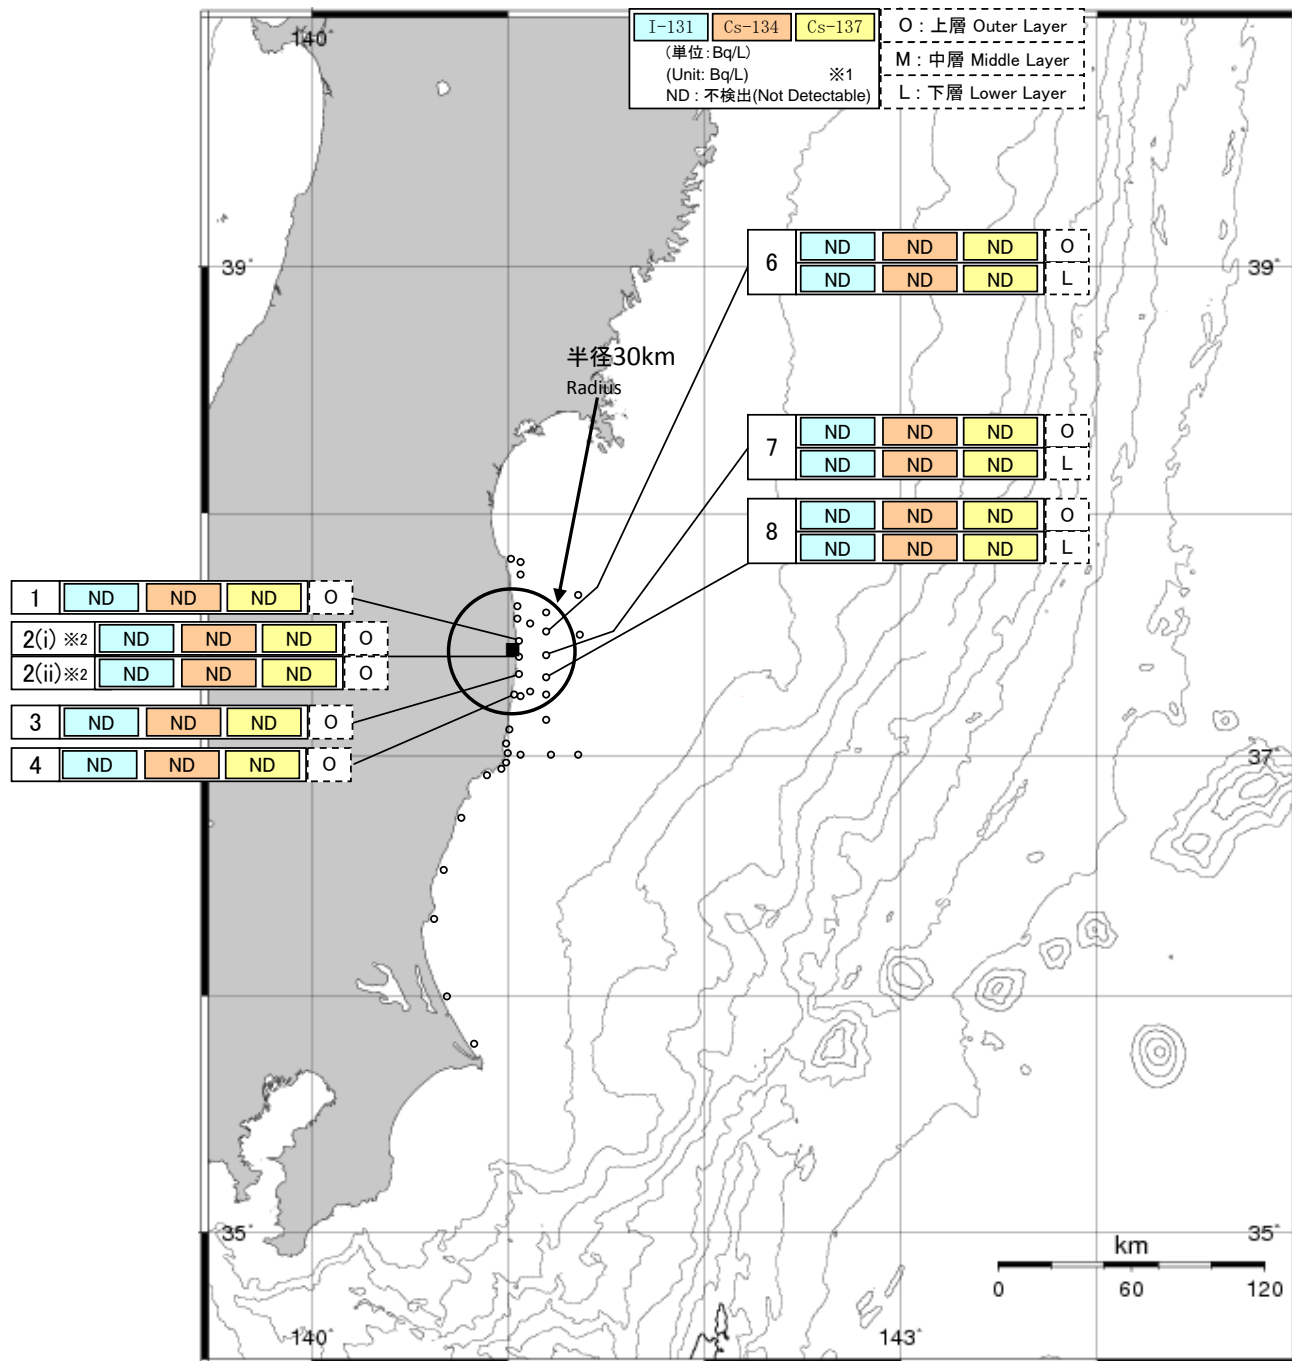 140°
I-131 Cs-134 Cs-137
(単位:Bq/L)
(Unit: Bq/L) ※1
ND : 不検出(Not Detectable)
O : 上層 Outer Layer
M : 中層 Middle Layer
L : 下層 Lower Layer
39° 39°
6 ND ND ND O
ND ND ND L
半径30km
Radius
7 ND ND ND O
ND ND ND L
8 ND ND ND O
ND ND ND L
1 ND ND ND O
2(i) ※2 ND ND ND O
2(ii)※2 ND ND ND O
3 ND ND ND O
4 ND ND ND O
37°
35° 35°
km
0 60 120
140° 143°